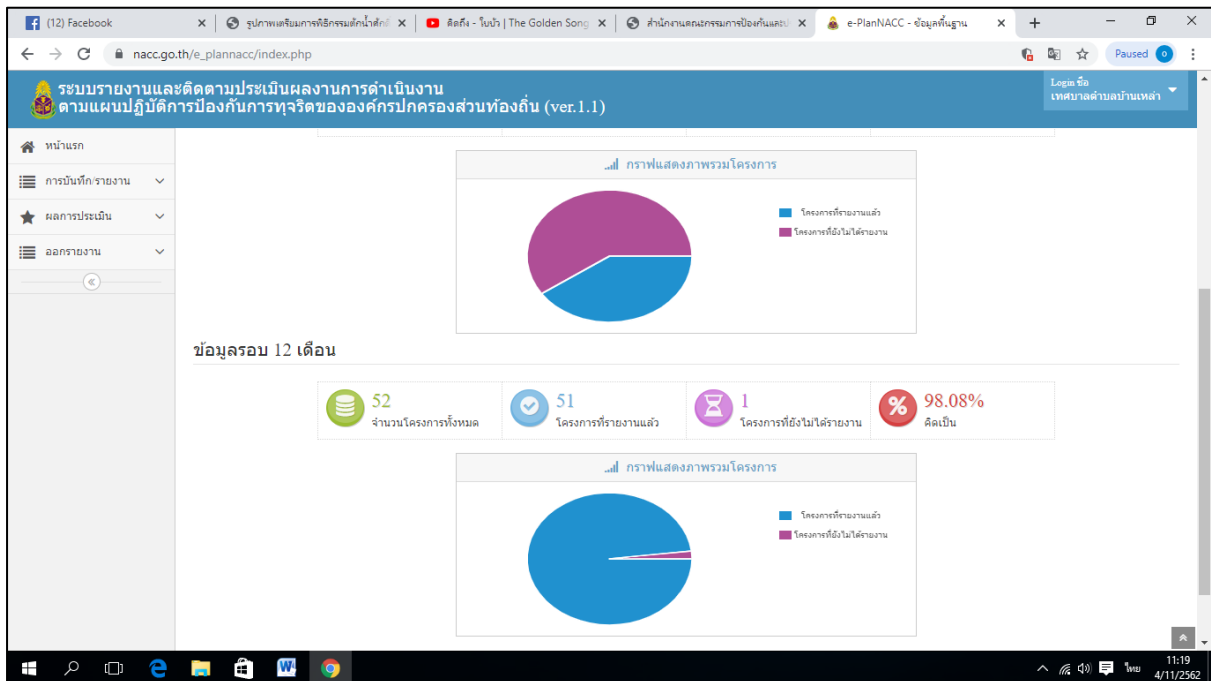 (12) Facebook
รูปภาพเตรียมการพิธีกรรมตักน้ำศักดิ
คิดถึง - ใบบัว | The Golden Song
สำนักงานคณะกรรมการป้องกันและป
e-PlanNACC - ข้อมูลพื้นฐาน
nacc.go.th/e_plannacc/index.php
Paused
ระบบรายงานและติดตามประเมินผลงานการดำเนินงาน
ตามแผนปฏิบัติการป้องกันการทุจริตขององค์กรปกครองส่วนท้องถิ่น (ver.1.1)
Login ชื่อ
เทศบาลตำบลบ้านเหล่า
หน้าแรก
การบันทึก/รายงาน
ผลการประเมิน
ออกรายงาน
กราฟแสดงภาพรวมโครงการ
โครงการที่รายงานแล้ว
โครงการที่ยังไม่ได้รายงาน
ข้อมูลรอบ 12 เดือน
52
จำนวนโครงการทั้งหมด
51
โครงการที่รายงานแล้ว
1
โครงการที่ยังไม่ได้รายงาน
98.08%
คิดเป็น
กราฟแสดงภาพรวมโครงการ
โครงการที่รายงานแล้ว
โครงการที่ยังไม่ได้รายงาน
ไทย
11:19
4/11/2562